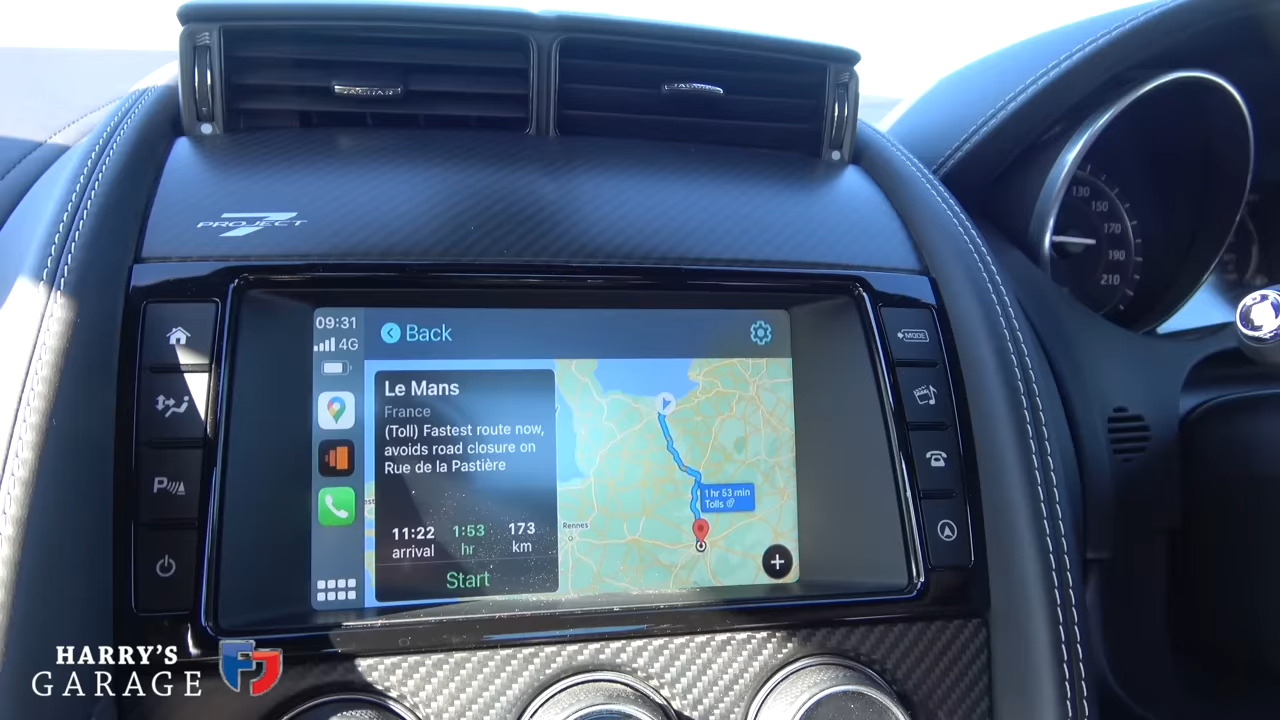 JAGUAR
JAGUAR
PROJECT 7
130
150
170
190
210
MODE
09:31
4G
Back
Le Mans
France
(Toll) Fastest route now,
avoids road closure on
Rue de la Pastière
11:22
1:53
173
arrival
hr
km
Start
1 hr 53 min
Tolls
Rennes
P
HARRY'S
GARAGE